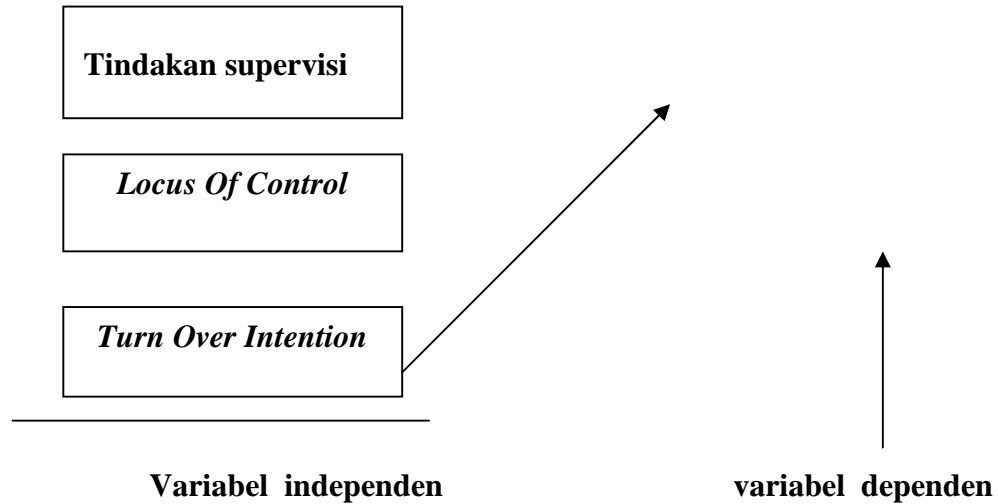 Tindakan supervisi
Locus Of Control
Turn Over Intention
Variabel independen variabel dependen